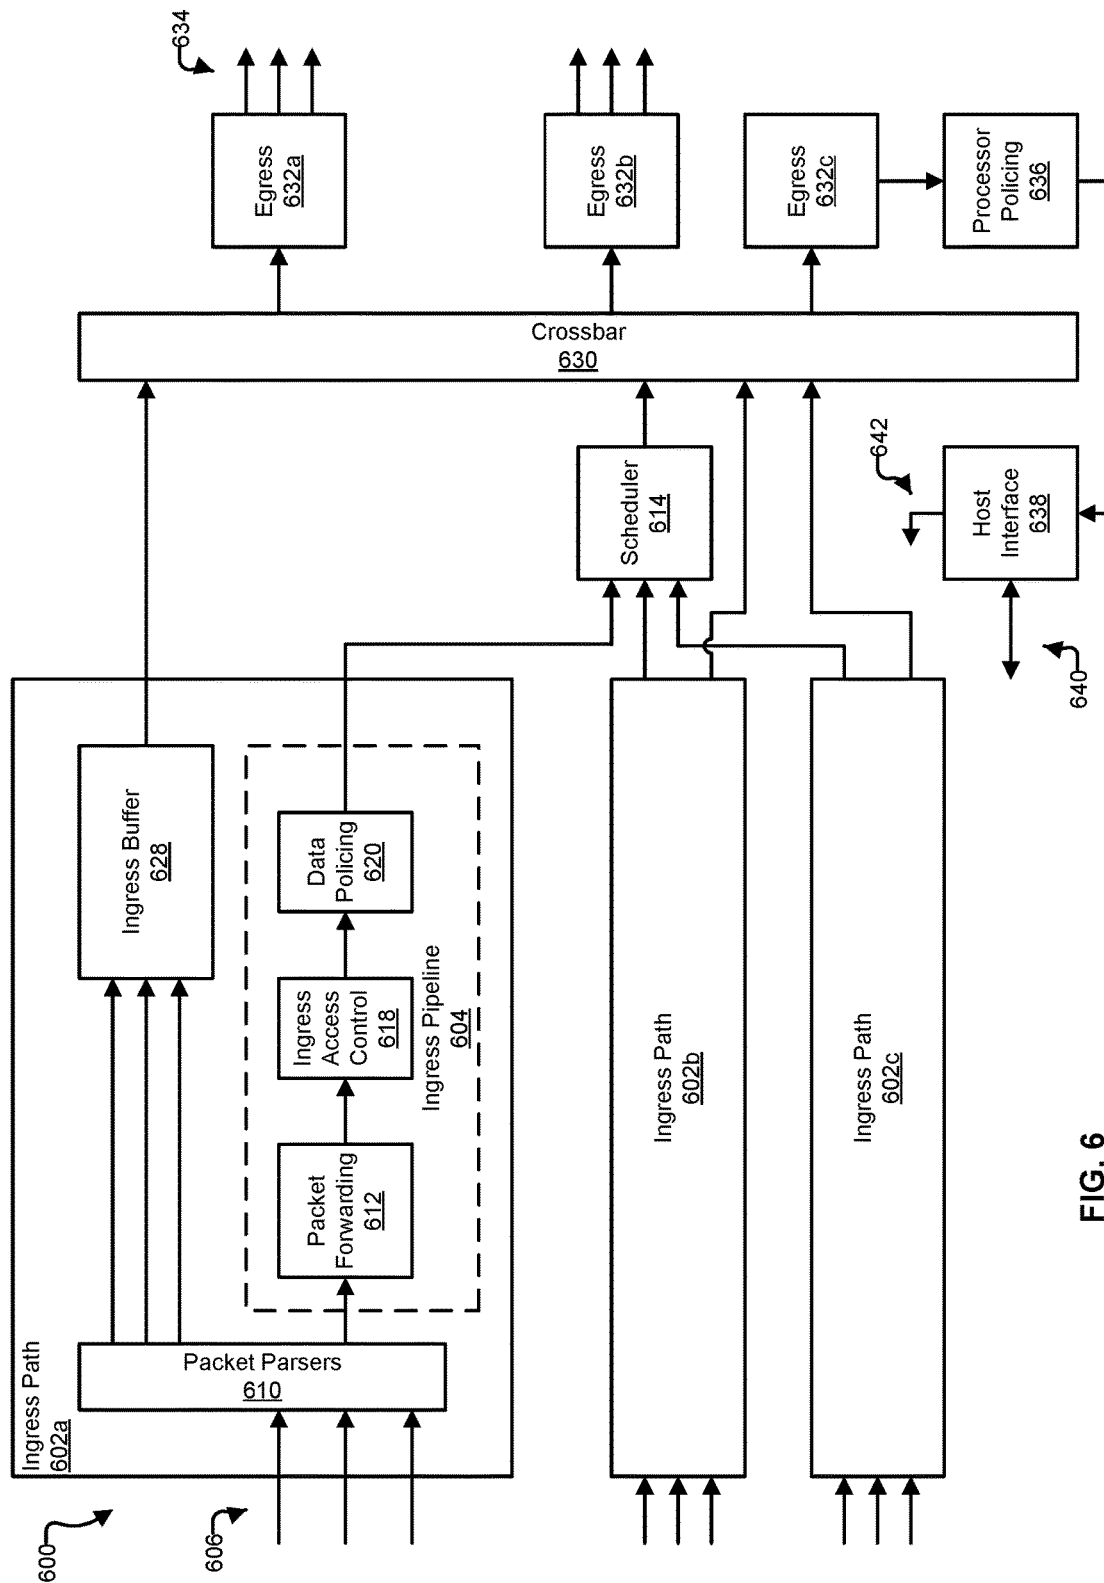 600
606
Ingress Path
602a
Packet Parsers
610
Ingress Buffer
628
Packet
Forwarding
612
Ingress
Access
Control
618
Data
Policing
620
Ingress Pipeline
604
Ingress Path
602b
Ingress Path
602c
Scheduler
614
Crossbar
630
Egress
632a
634
Egress
632b
Egress
632c
Processor
Policing
636
Host
Interface
638
640
642
FIG. 6